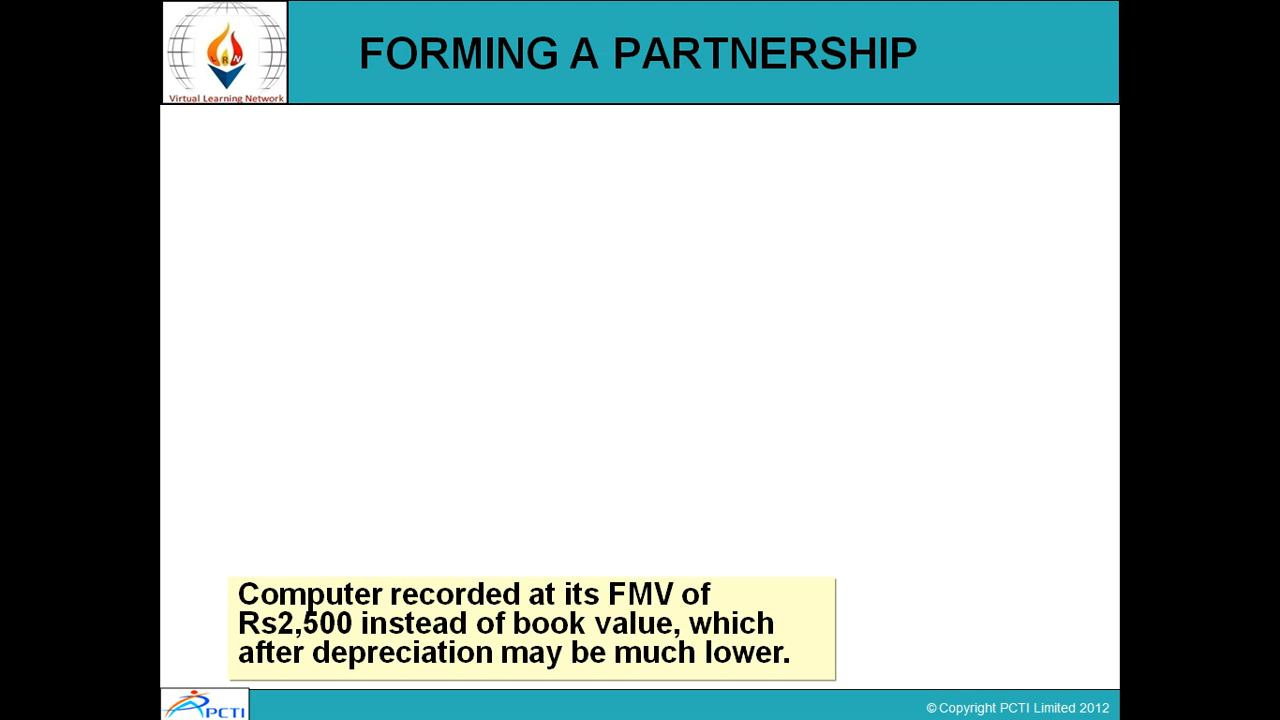 FORMING A PARTNERSHIP
LRN
Virtual Learning Network
Computer recorded at its FMV of
Rs2,500 instead of book value, which
after depreciation may be much lower.
PCTI
© Copyright PCTI Limited 2012